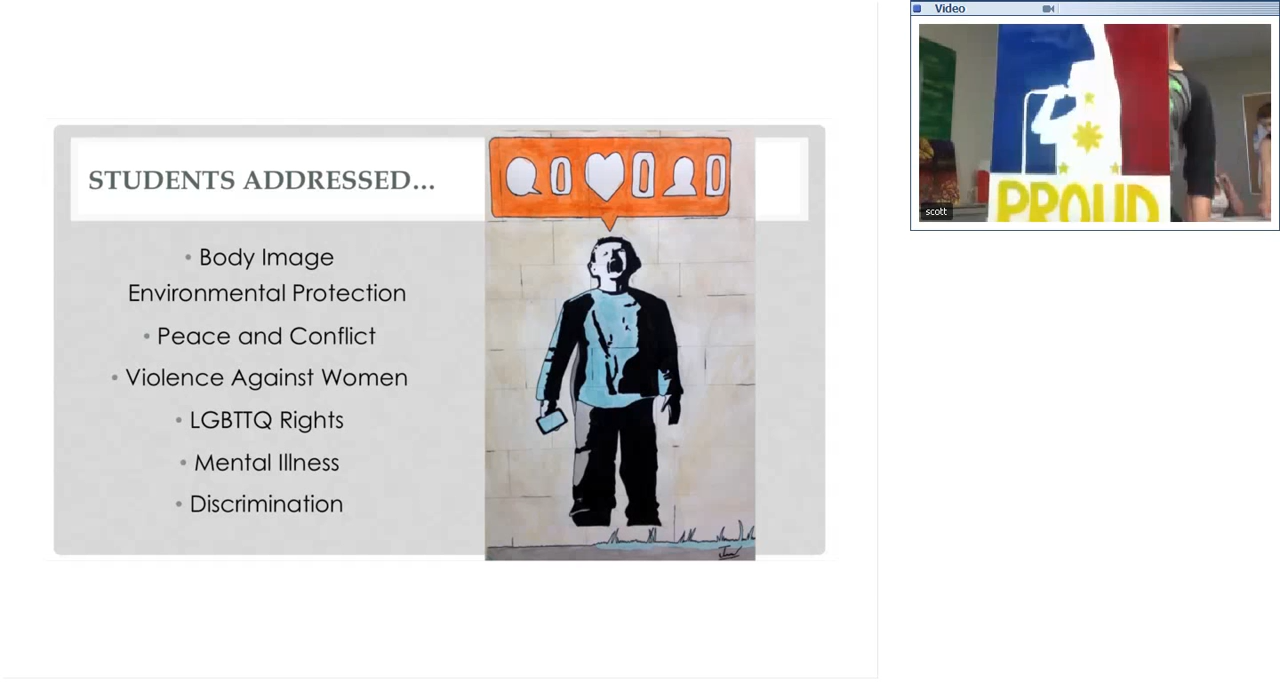 STUDENTS ADDRESSED...
• Body Image
Environmental Protection
• Peace and Conflict
• Violence Against Women
• LGBTTQ Rights
• Mental Illness
• Discrimination
0 0 0
Video
PROUD
scott